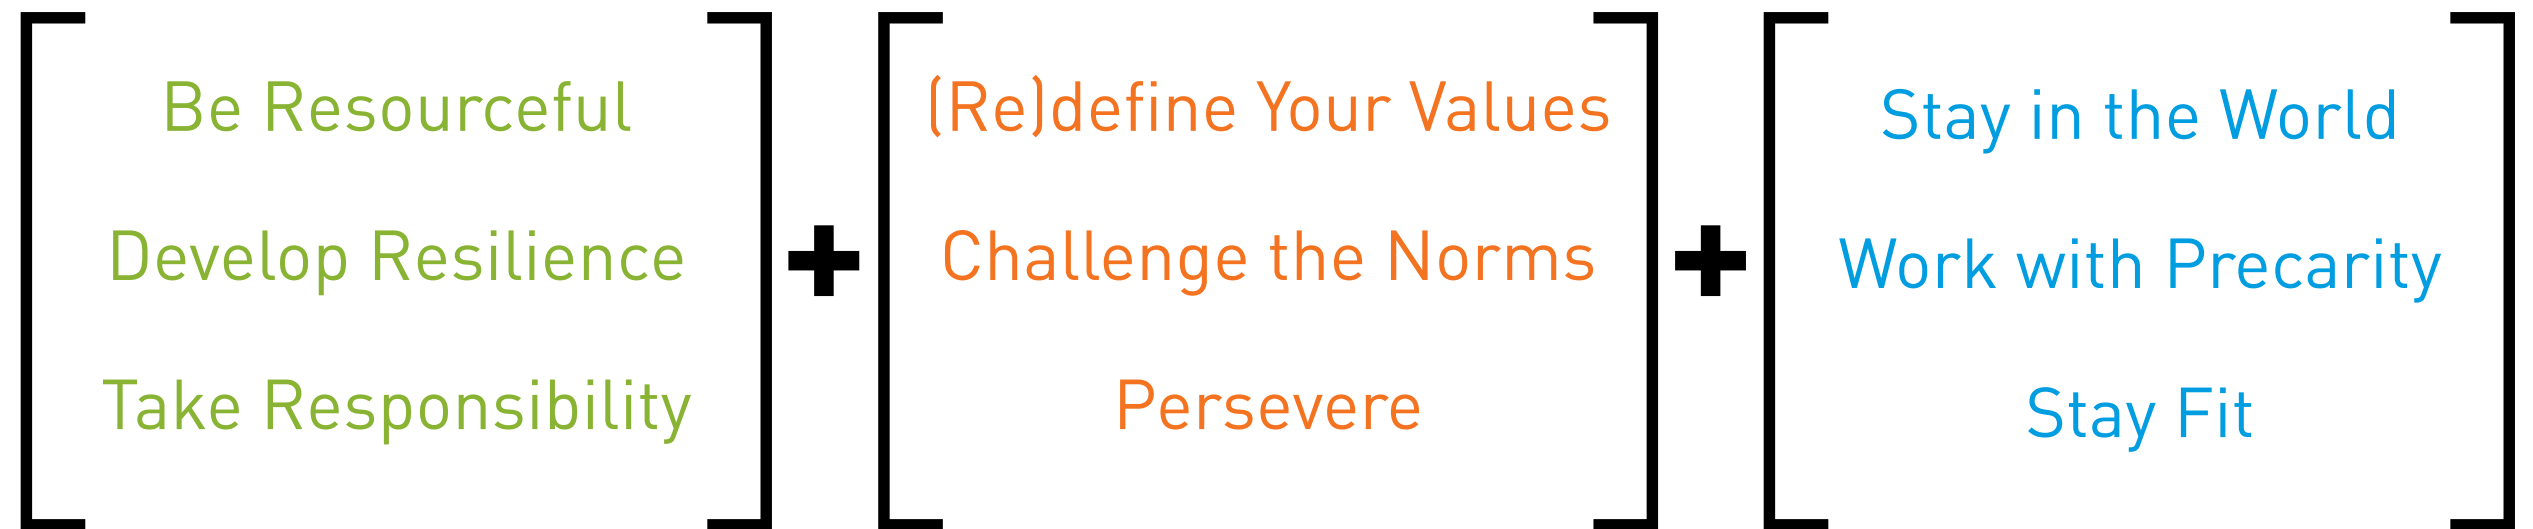 Be Resourceful
Develop Resilience
Take Responsibility
+
(Re)define Your Values
Challenge the Norms
Persevere
+
Stay in the World
Work with Precarity
Stay Fit